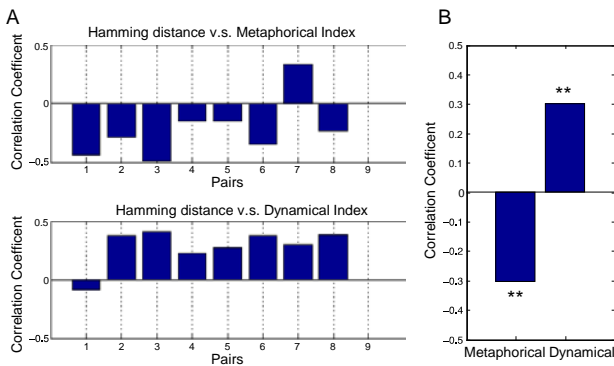 A
Hamming distance v.s. Metaphorical Index
Correlation Coefficent
0.5
0
−0.5
1 2 3 4 5 6 7 8 9
Pairs
Hamming distance v.s. Dynamical Index
Correlation Coefficent
0.5
0
−0.5
1 2 3 4 5 6 7 8 9
Pairs
B
Correlation Coefficent
0.5
0.4
0.3
0.2
0.1
0
−0.1
−0.2
−0.3
−0.4
−0.5
**
**
Metaphorical Dynamical